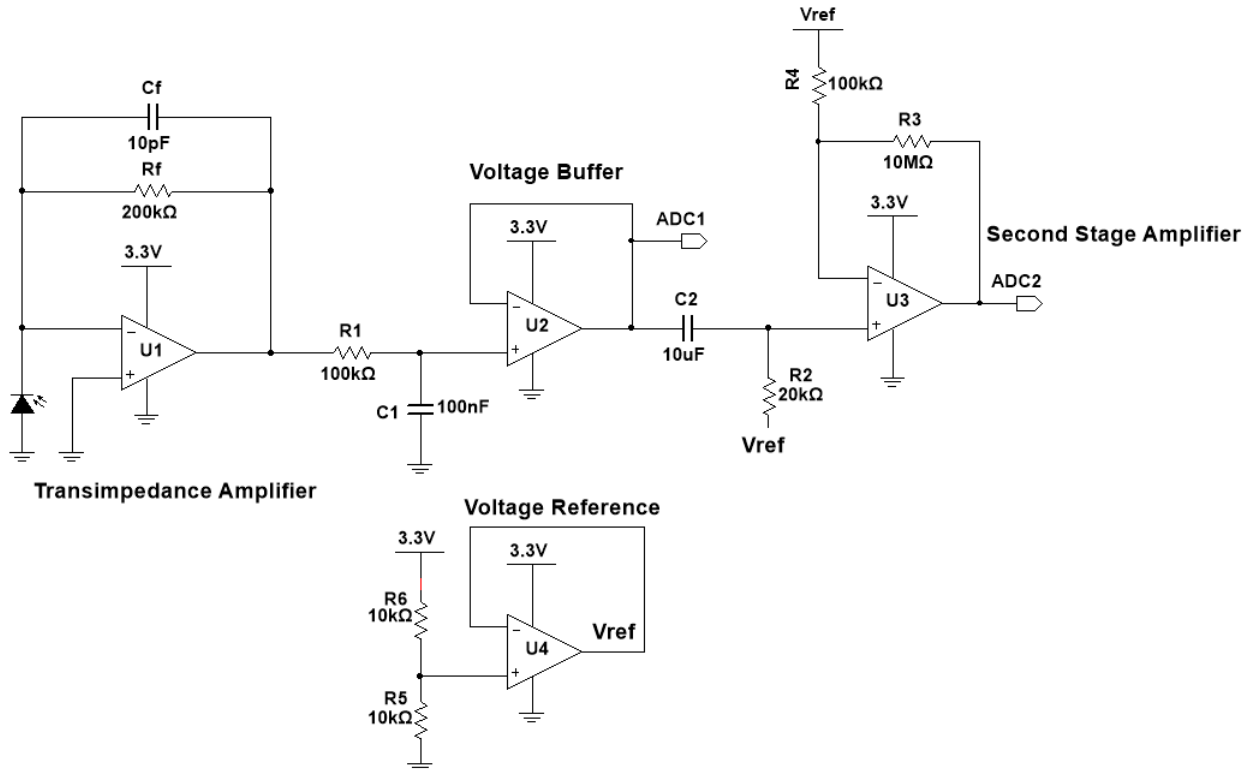 Vref
R4
100kΩ
Cf
10pF
R3
10MΩ
Rf
200kΩ
Voltage Buffer
3.3V
3.3V
ADC1
Second Stage Amplifier
3.3V
ADC2
−
U1
+
R1
100kΩ
−
U2
+
C2
10uF
−
U3
+
C1
100nF
R2
20kΩ
Vref
Transimpedance Amplifier
Voltage Reference
3.3V
3.3V
R6
10kΩ
−
U4
+
Vref
R5
10kΩ